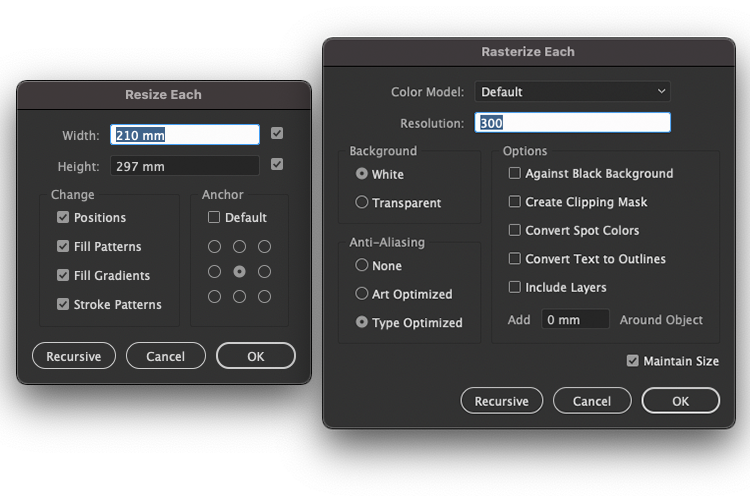 Resize Each
Width: 210 mm
Height: 297 mm
Change
Positions
Fill Patterns
Fill Gradients
Stroke Patterns
Anchor
Default
Recursive Cancel OK
Rasterize Each
Color Model: Default
Resolution: 300
Background
White
Transparent
Anti-Aliasing
None
Art Optimized
Type Optimized
Options
Against Black Background
Create Clipping Mask
Convert Spot Colors
Convert Text to Outlines
Include Layers
Add 0 mm Around Object
Maintain Size
Recursive Cancel OK